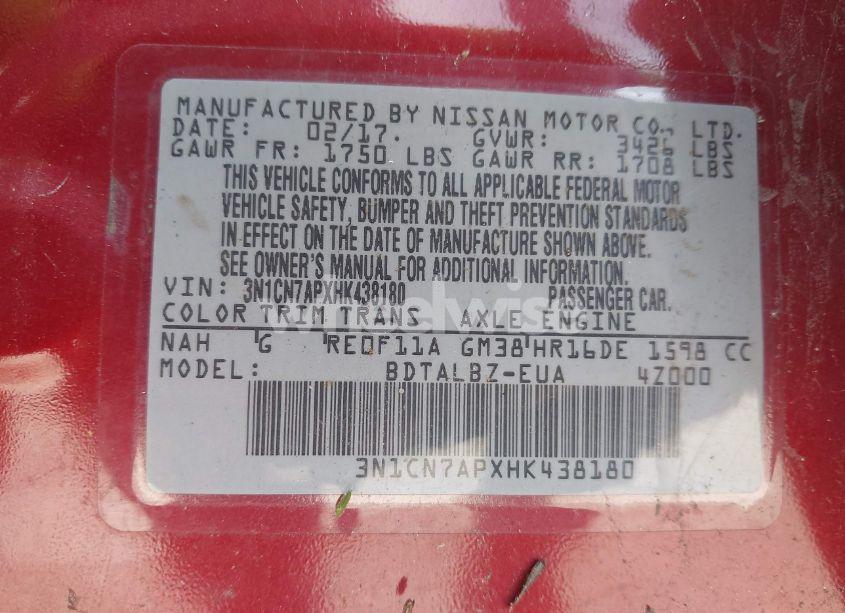 MANUFACTURED BY NISSAN MOTOR CO., LTD.
DATE: 02/17. GVWR: 3426 LBS
GAWR FR: 1750 LBS GAWR RR: 1708 LBS
THIS VEHICLE CONFORMS TO ALL APPLICABLE FEDERAL MOTOR
VEHICLE SAFETY, BUMPER AND THEFT PREVENTION STANDARDS
IN EFFECT ON THE DATE OF MANUFACTURE SHOWN ABOVE.
SEE OWNER'S MANUAL FOR ADDITIONAL INFORMATION.
VIN: 3N1CN7APXHK438180 PASSENGER CAR.
COLOR TRIM TRANS AXLE ENGINE
NAH G RE0F11A GM38 HR16DE 1598 CC
MODEL: BDTALBZ-EUA 4Z000
3N1CN7APXHK438180